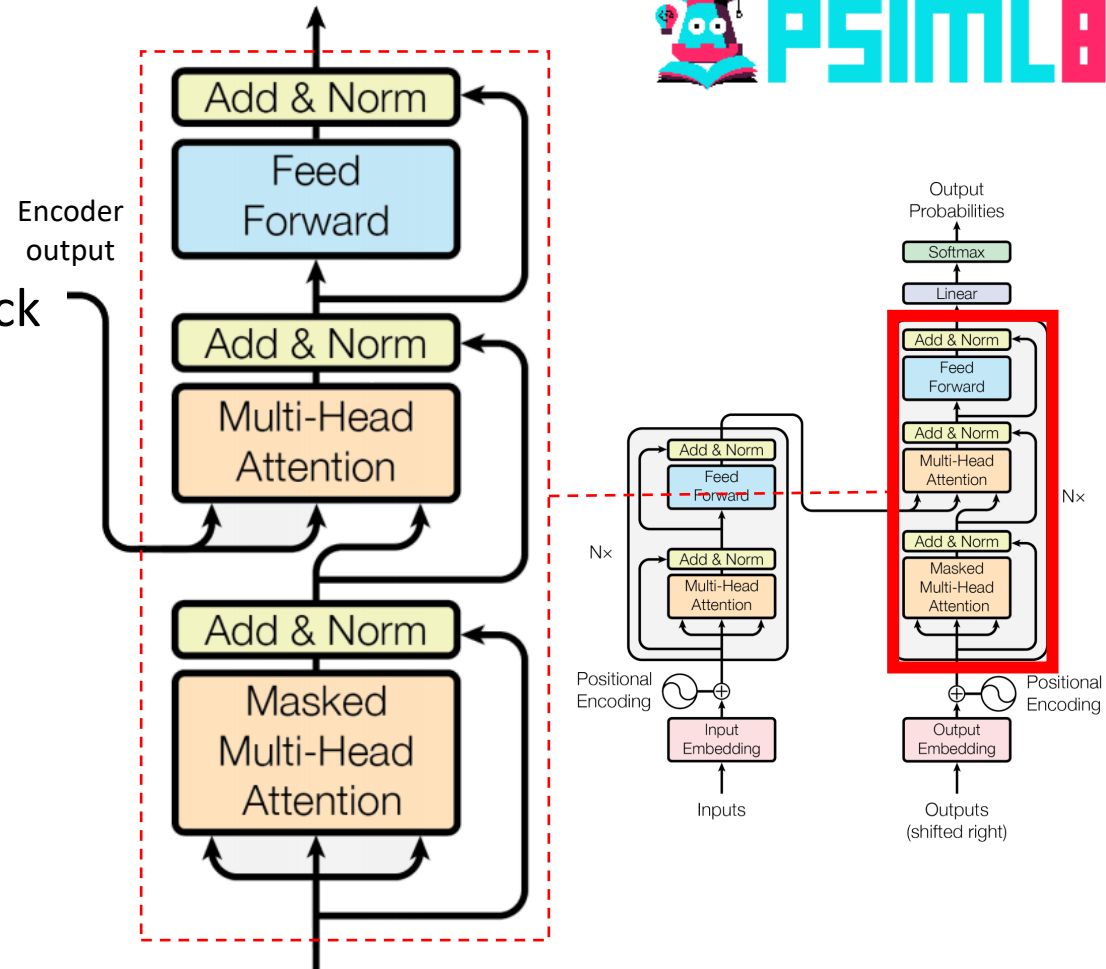 PSIML8
Add & Norm
Feed
Forward
Encoder
output
ck
Add & Norm
Multi-Head
Attention
Add & Norm
Masked
Multi-Head
Attention
Output
Probabilities
Softmax
Linear
Add & Norm
Feed
Forward
Add & Norm
Multi-Head
Attention
Nx
Add & Norm
Masked
Multi-Head
Attention
Add & Norm
Feed
Forward
Nx
Add & Norm
Multi-Head
Attention
Positional
Encoding
Input
Embedding
Inputs
Positional
Encoding
Output
Embedding
Outputs
(shifted right)